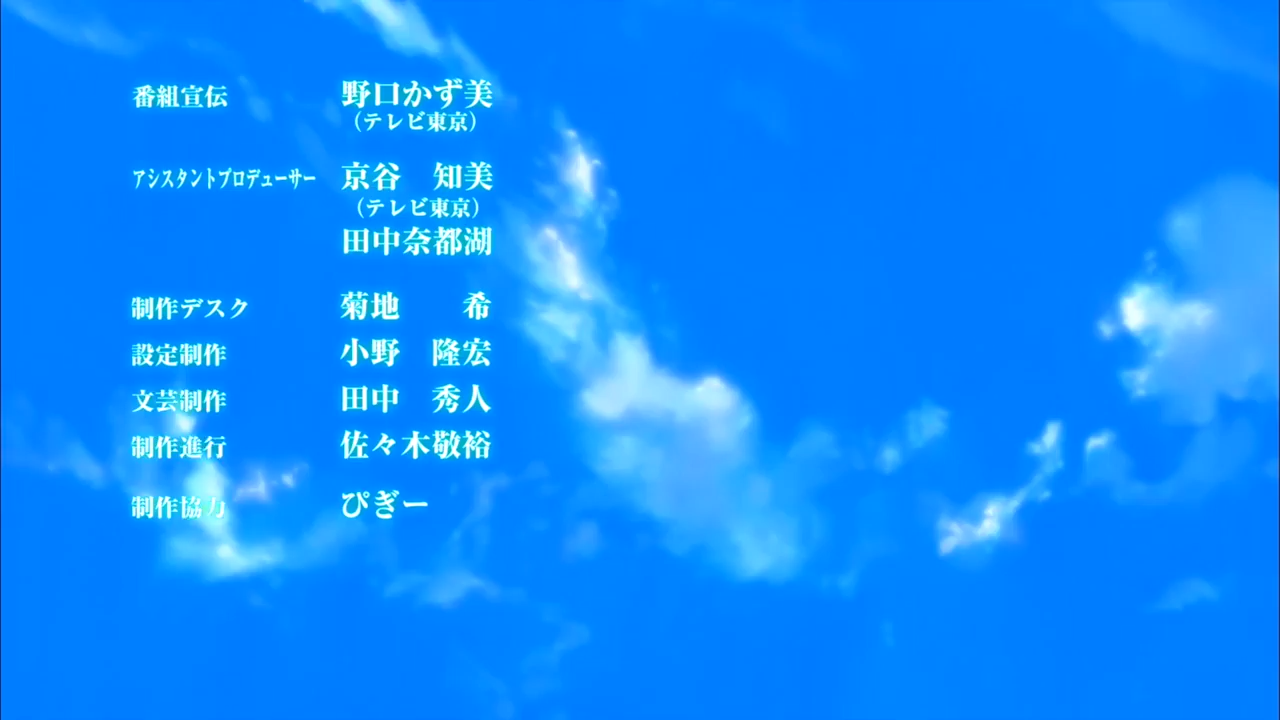 番組宣伝 野口かず美
（テレビ東京）
アシスタントプロデューサー 京谷 知美
（テレビ東京）
田中奈都湖
制作デスク 菊地 希
設定制作 小野 隆宏
文芸制作 田中 秀人
制作進行 佐々木敬裕
制作協力 ぴぎー